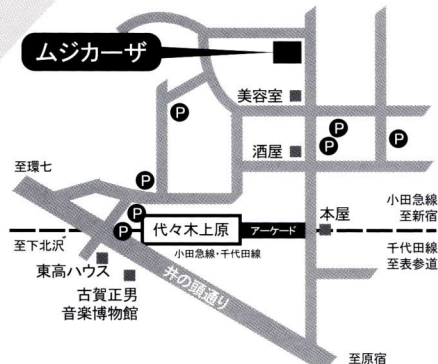 ムジカーザ
美容室
P
P
酒屋
P
P
至環七
P
P
小田急線
至新宿
代々木上原
アーケード
本屋
P
至下北沢
小田急線・千代田線
千代田線
至表参道
東高ハウス
井の頭通り
古賀正男
音楽博物館
至原宿